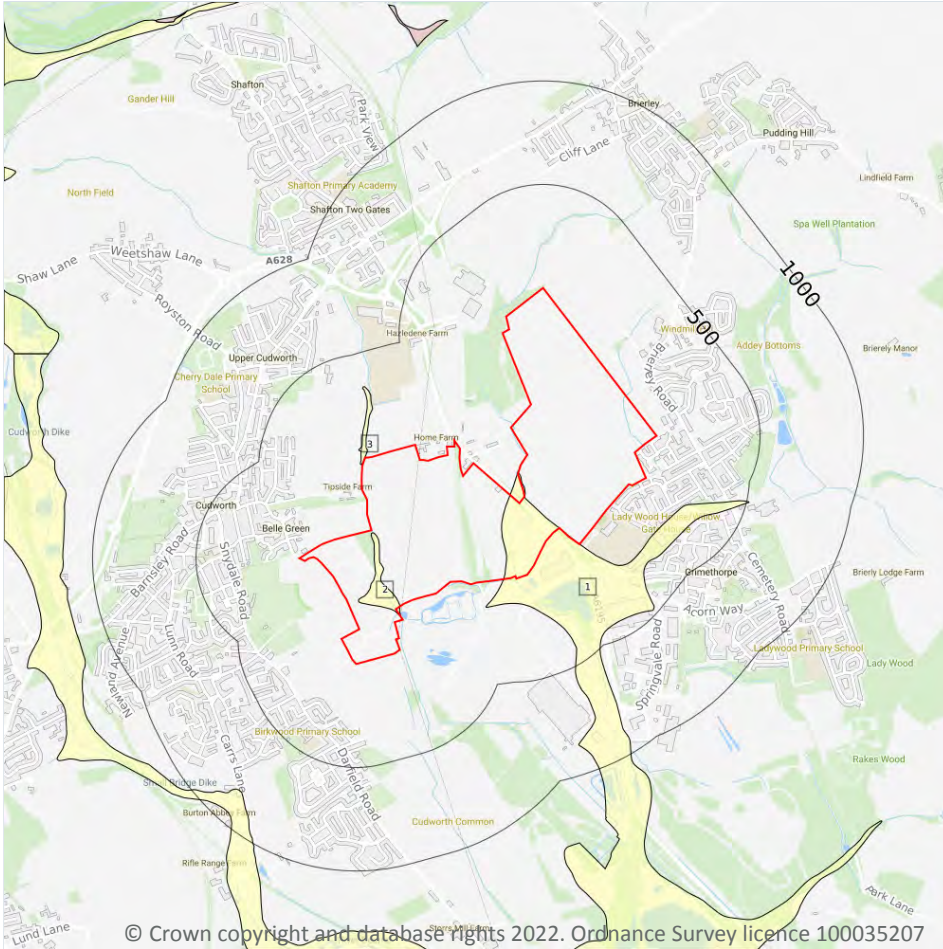 Shafton
Gander Hill
Park View
Brierley
Pudding Hill
Cliff Lane
Lindfield Farm
North Field
Shafton Primary Academy
Shafton Two Gates
Spa Well Plantation
Weetshaw Lane
A628
Shaw Lane
1000
Royston Road
500
Hazledene Farm
Windmill
Addey Bottoms
Brierely Manor
Upper Cudworth
Brierley Road
Cherry Dale Primary
School
Cudworth Dike
Home Farm
3
Tipside Farm
Cudworth
Belle Green
Lady Wood House/Willow
Gate House
Barnsley Road
Snydale Road
2
1
Grimethorpe
Cemetery Road
Brierly Lodge Farm
Acorn Way
Lunn Road
Newland Avenue
Springvale Road
Ladywood Primary School
Lady Wood
Birkwood Primary School
Carrs Lane
Darfield Road
Rakes Wood
Small Bridge Dike
Burton Abbey Farm
Cudworth Common
Rifle Range Farm
Park Lane
Lund Lane
Storrs Mill Farm
© Crown copyright and database rights 2022. Ordnance Survey licence 100035207